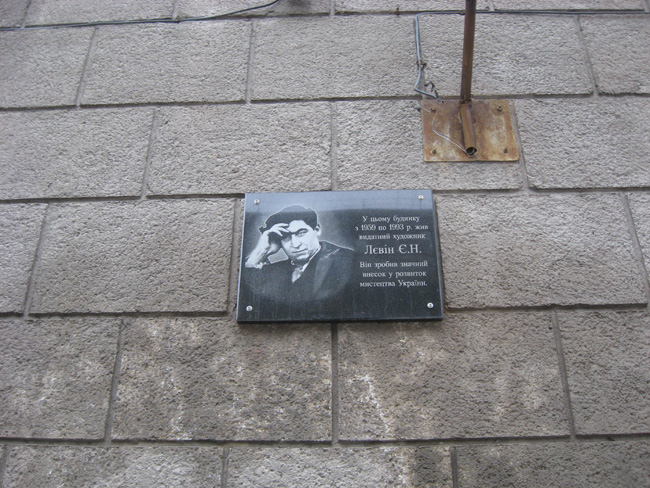 У цьому будинку
з 1959 по 1993 р. жив
видатний художник
Лєвін Є.Н.
Він зробив значний
внесок у розвиток
мистецтва України.